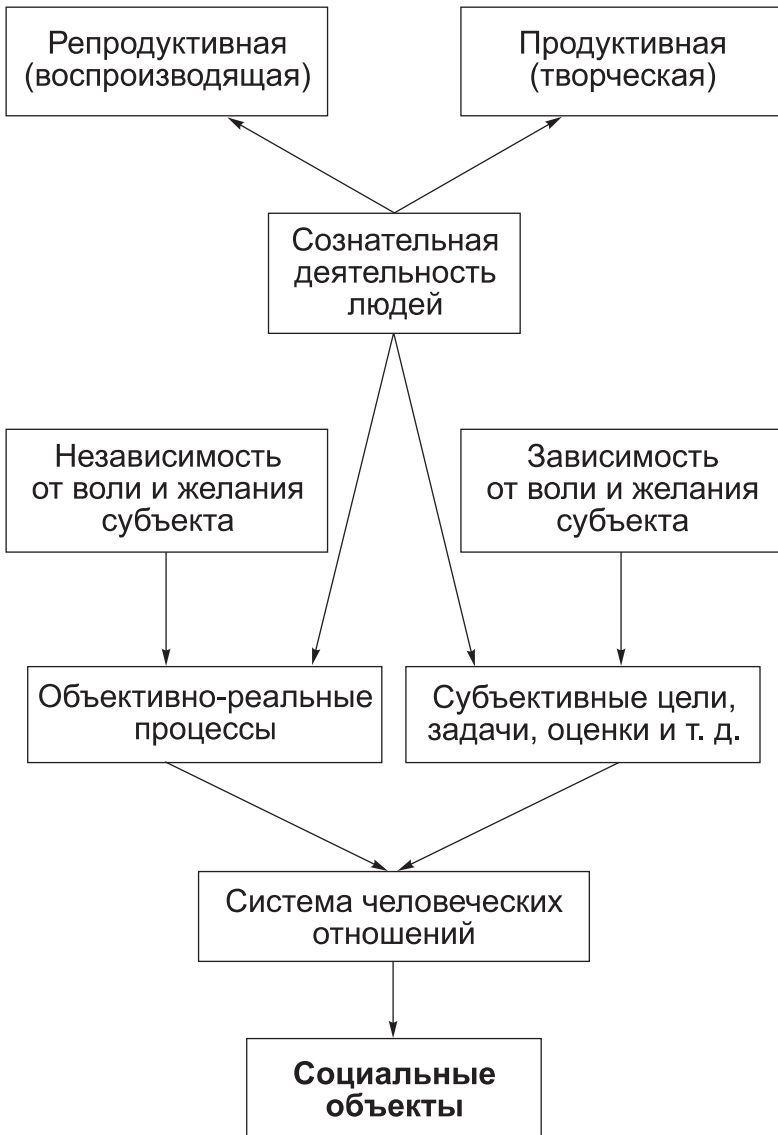 Репродуктивная
(воспроизводящая)
Продуктивная
(творческая)
Сознательная
деятельность
людей
Независимость
от воли и желания
субъекта
Зависимость
от воли и желания
субъекта
Объективно-реальные
процессы
Субъективные цели,
задачи, оценки и т. д.
Система человеческих
отношений
Социальные
объекты